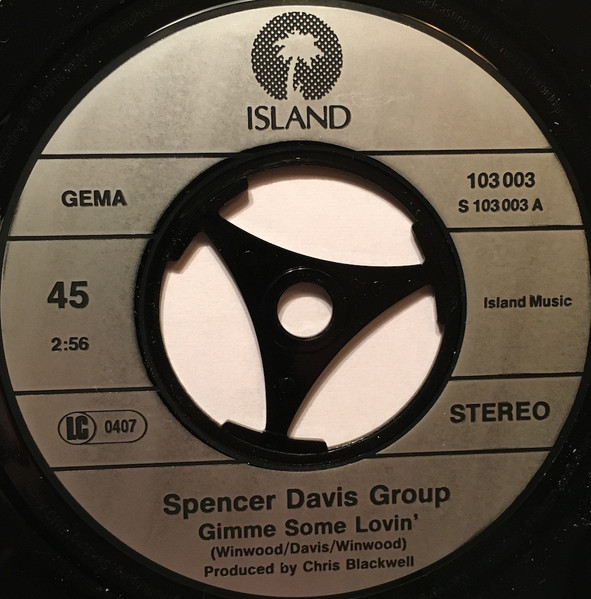 ISLAND
GEMA
103 003
S 103 003 A
45
2:56
Island Music
LC 0407
STEREO
Spencer Davis Group
Gimme Some Lovin'
(Winwood/Davis/Winwood)
Produced by Chris Blackwell